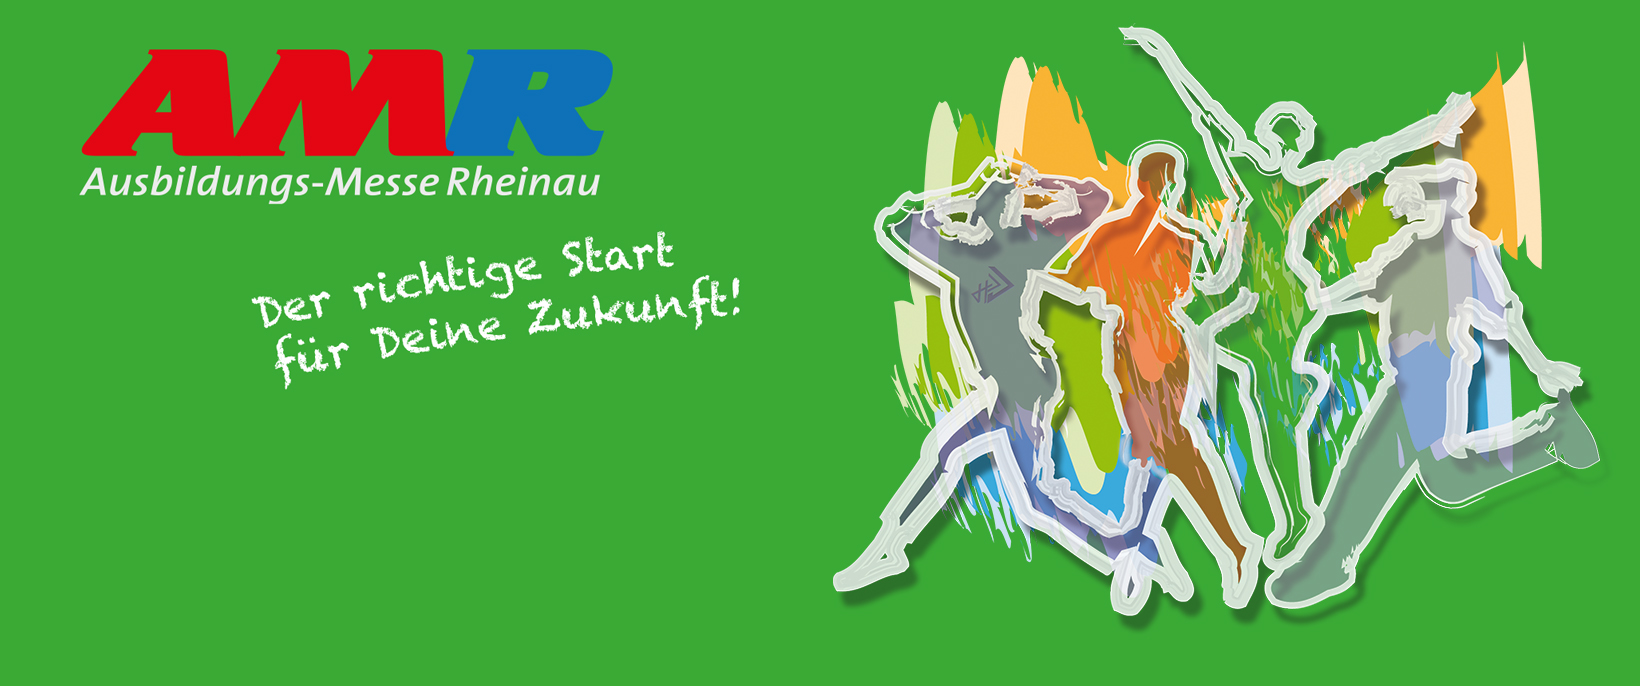 AMR
Ausbildungs-Messe Rheinau
Der richtige Start
für Deine Zukunft!